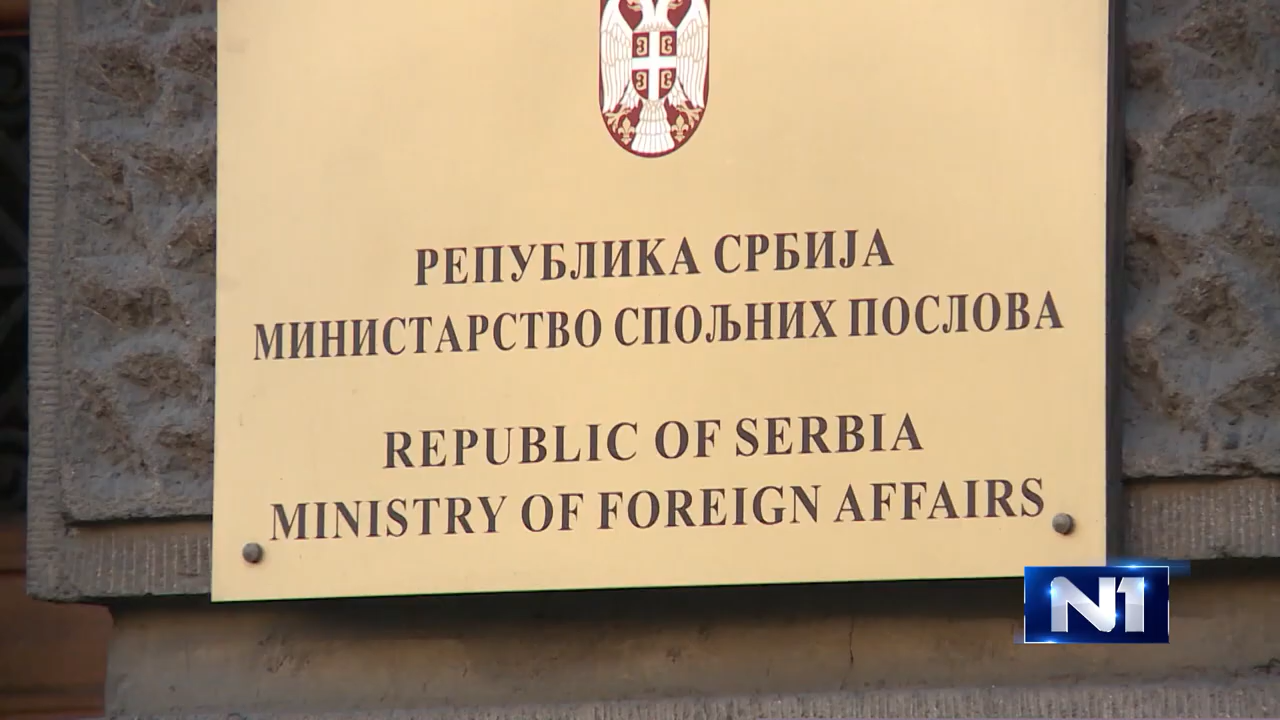 РЕПУБЛИКА СРБИЈА
МИНИСТАРСТВО СПОЉНИХ ПОСЛОВА
REPUBLIC OF SERBIA
MINISTRY OF FOREIGN AFFAIRS
N1